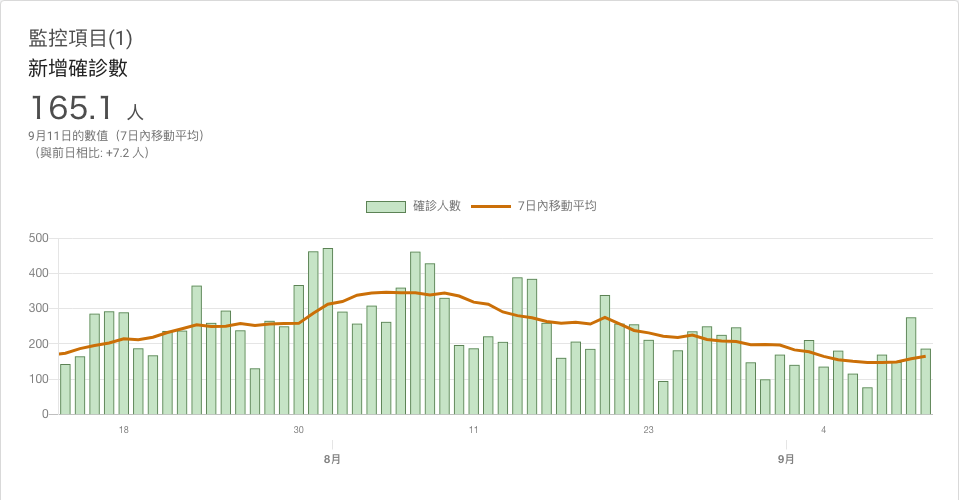 監控項目(1)
新增確診數
165.1 人
9月11日的數值（7日內移動平均）
（與前日相比: +7.2 人）
確診人數 7日內移動平均
500
400
300
200
100
0
18 30 11 23 4
8月 9月